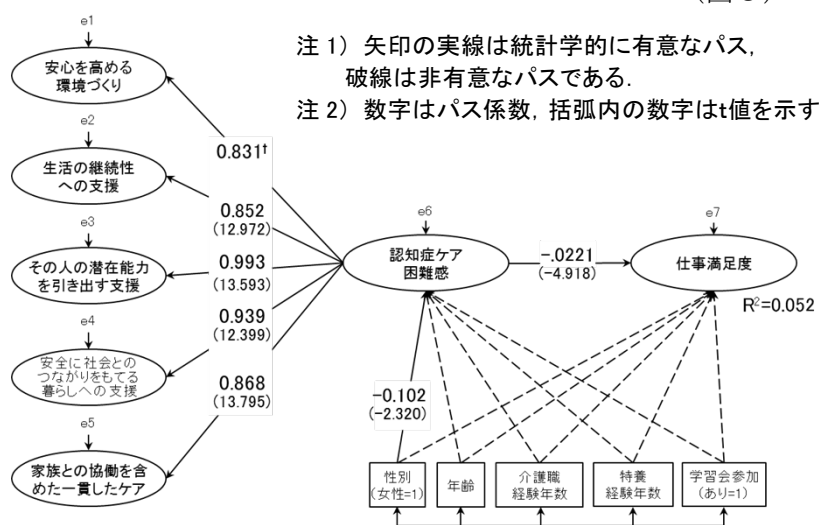 注 1) 矢印の実線は統計学的に有意なパス,
破線は非有意なパスである.
注 2) 数字はパス係数, 括弧内の数字はt値を示す
e1
安心を高める
環境づくり
e2
生活の継続性
への支援
e3
その人の潜在能力
を引き出す支援
e4
安全に社会との
つながりをもてる
暮らしへの支援
e5
家族との協働を含
めた一貫したケア
0.831†
0.852
(12.972)
0.993
(13.593)
0.939
(12.399)
0.868
(13.795)
e6
認知症ケア
困難感
-.0221
(-4.918)
e7
仕事満足度
R²=0.052
-0.102
(-2.320)
性別
(女性=1)
年齢
介護職
経験年数
特養
経験年数
学習会参加
(あり=1)